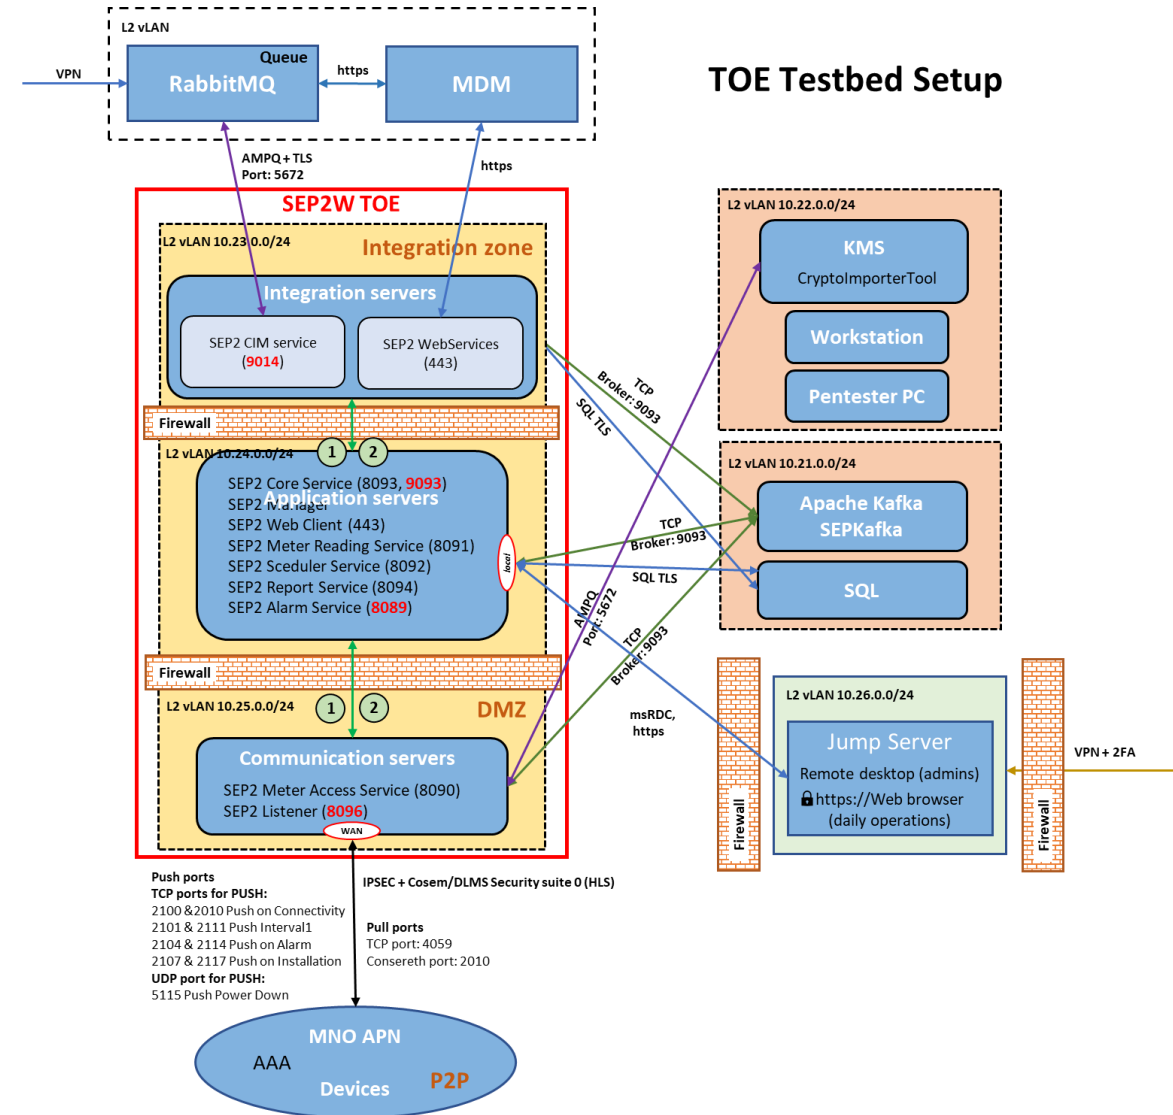 L2 vLAN
VPN
Queue
RabbitMQ
https
MDM
TOE Testbed Setup
AMPQ + TLS
Port: 5672
https
SEP2W TOE
L2 vLAN 10.23.0.0/24
Integration zone
Integration servers
SEP2 CIM service
(9014)
SEP2 WebServices
(443)
Firewall
L2 vLAN 10.24.0.0/24
1
2
Application servers
SEP2 Core Service (8093, 9093)
SEP2 Manager
SEP2 Web Client (443)
SEP2 Meter Reading Service (8091)
SEP2 Sceduler Service (8092)
SEP2 Report Service (8094)
SEP2 Alarm Service (8089)
local
Firewall
L2 vLAN 10.25.0.0/24
1
2
DMZ
Communication servers
SEP2 Meter Access Service (8090)
SEP2 Listener (8096)
WAN
TCP
Broker: 9093
SQL TLS
TCP
Broker: 9093
SQL TLS
AMPQ
Port: 5672
TCP
Broker: 9093
msRDC,
https
L2 vLAN 10.22.0.0/24
KMS
CryptoImporterTool
Workstation
Pentester PC
L2 vLAN 10.21.0.0/24
Apache Kafka
SEPKafka
SQL
Firewall
L2 vLAN 10.26.0.0/24
Jump Server
Remote desktop (admins)
https://Web browser
(daily operations)
Firewall
VPN + 2FA
Push ports
TCP ports for PUSH:
2100 &2010 Push on Connectivity
2101 & 2111 Push Interval1
2104 & 2114 Push on Alarm
2107 & 2117 Push on Installation
UDP port for PUSH:
5115 Push Power Down
IPSEC + Cosem/DLMS Security suite 0 (HLS)
Pull ports
TCP port: 4059
Consereth port: 2010
MNO APN
AAA
P2P
Devices